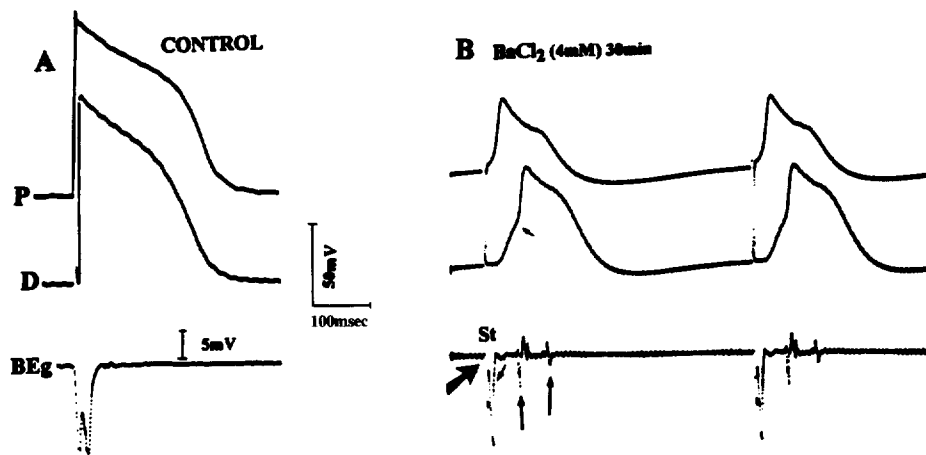 A
CONTROL
P
D
50mV
100msec
5mV
BEg
B BaCl₂ (4mM) 30min
St